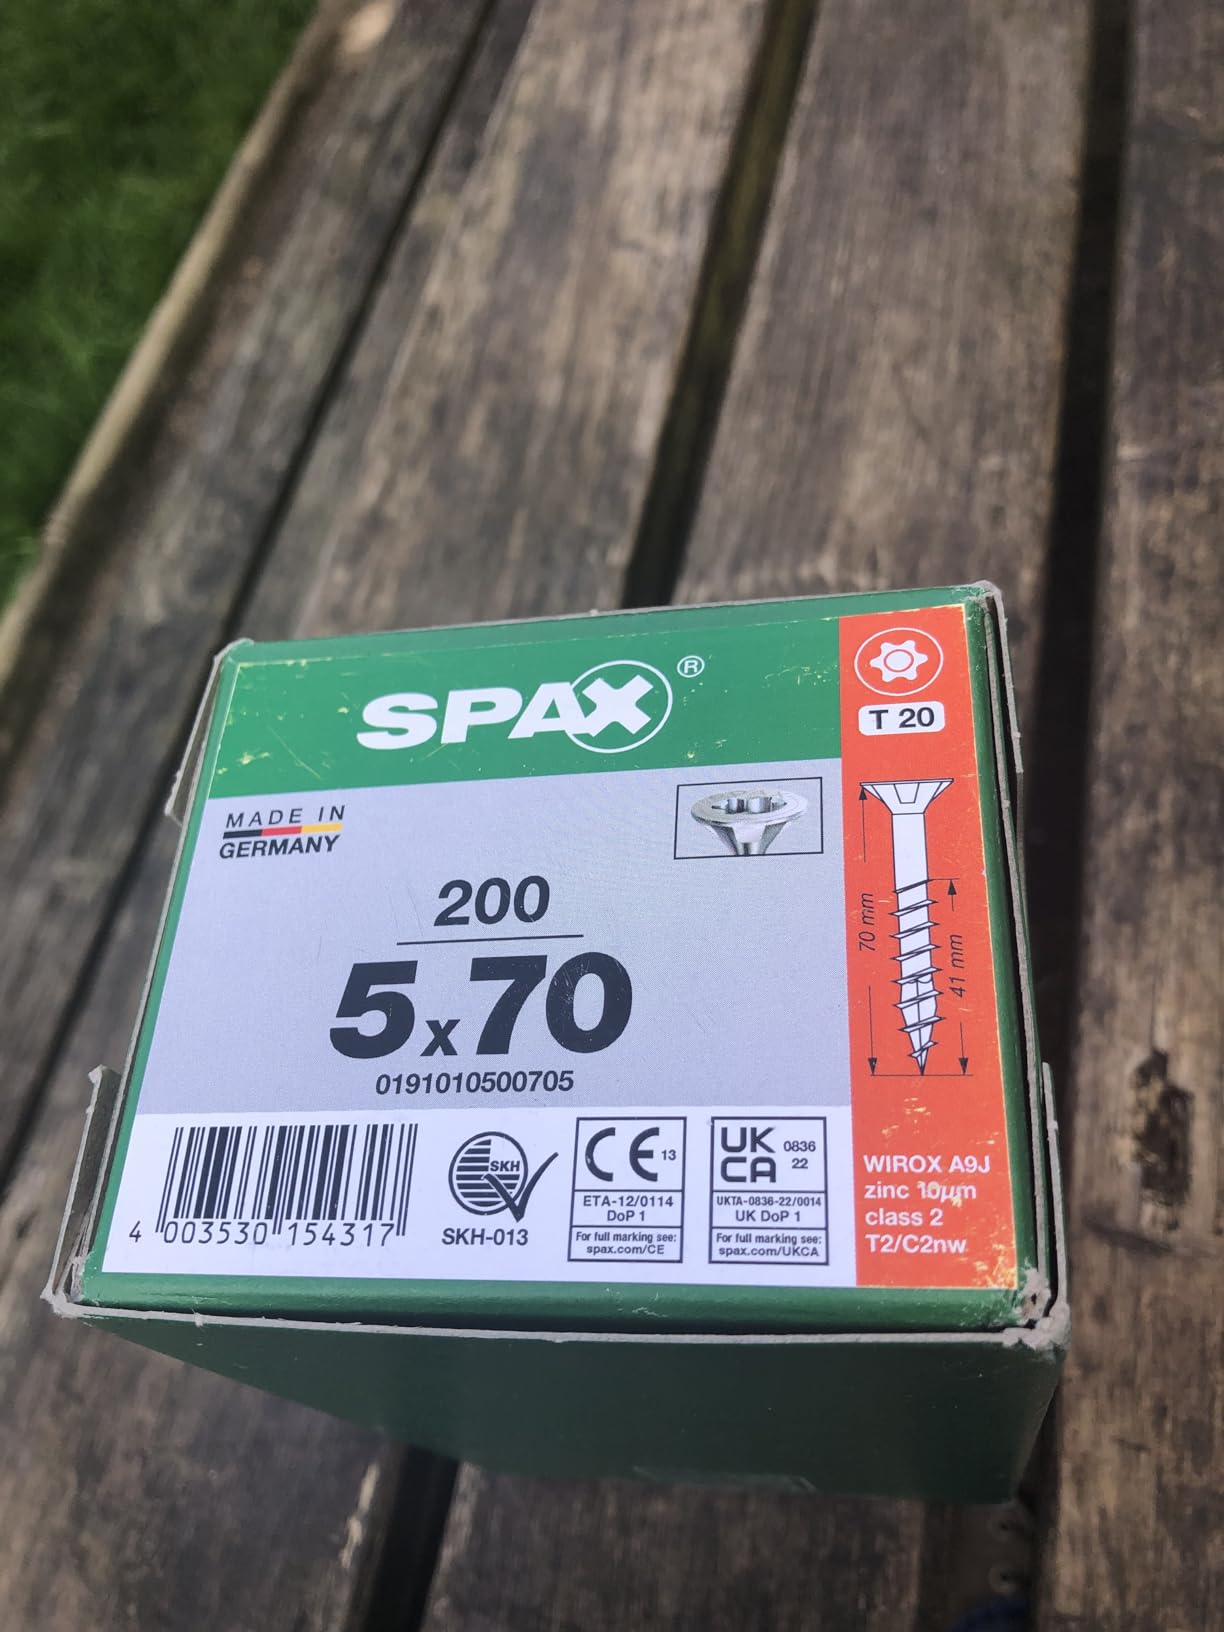 SPAX®
T 20
MADE IN
GERMANY
200
5x70
0191010500705
70 mm
41 mm
4 003530 154317
SKH
SKH-013
CE 13
ETA-12/0114
DoP 1
For full marking see:
spax.com/CE
UK
CA
0836
22
UKTA-0836-22/0014
UK DoP 1
For full marking see:
spax.com/UKCA
WIROX A9J
zinc 10µm
class 2
T2/C2nw